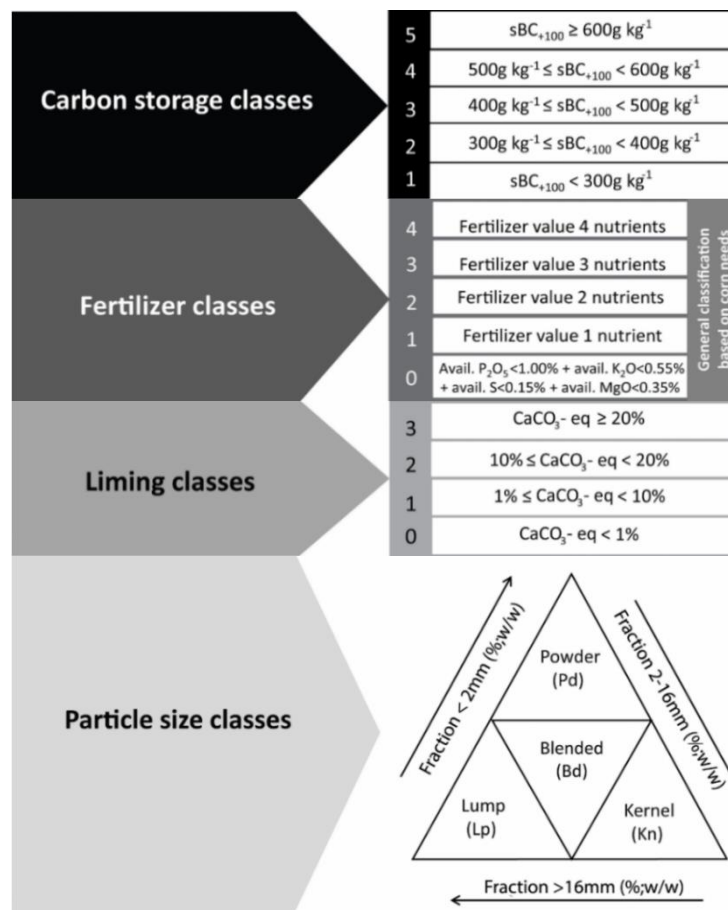 Carbon storage classes
5 sBC+100 ≥ 600g kg-1
4 500g kg-1 ≤ sBC+100 < 600g kg-1
3 400g kg-1 ≤ sBC+100 < 500g kg-1
2 300g kg-1 ≤ sBC+100 < 400g kg-1
1 sBC+100 < 300g kg-1
Fertilizer classes
4 Fertilizer value 4 nutrients
3 Fertilizer value 3 nutrients
2 Fertilizer value 2 nutrients
1 Fertilizer value 1 nutrient
0 Avail. P2O5<1.00% + avail. K2O<0.55%
+ avail. S<0.15% + avail. MgO<0.35%
General classification
based on corn needs
Liming classes
3 CaCO3- eq ≥ 20%
2 10% ≤ CaCO3- eq < 20%
1 1% ≤ CaCO3- eq < 10%
0 CaCO3- eq < 1%
Particle size classes
Fraction < 2mm (%;w/w)
Fraction 2-16mm (%;w/w)
Powder
(Pd)
Blended
(Bd)
Lump
(Lp)
Kernel
(Kn)
Fraction >16mm (%;w/w)